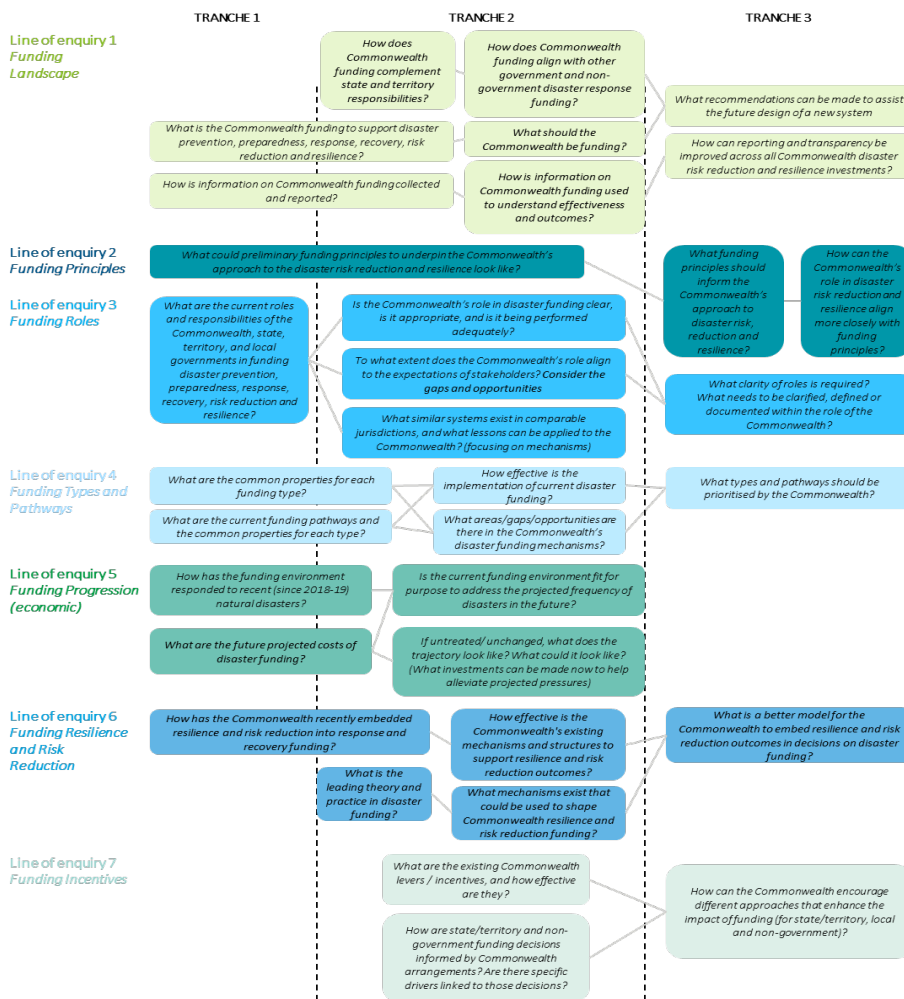 TRANCHE 1
TRANCHE 2
TRANCHE 3
Line of enquiry 1
Funding
Landscape
How does
Commonwealth
funding complement
state and territory
responsibilities?
How does Commonwealth
funding align with other
government and non-
government disaster response
funding?
What recommendations can be made to assist
the future design of a new system
What is the Commonwealth funding to support disaster
prevention, preparedness, response, recovery, risk
reduction and resilience?
What should the
Commonwealth be funding?
How can reporting and transparency be
improved across all Commonwealth disaster
risk reduction and resilience investments?
How is information on Commonwealth funding collected
and reported?
How is information on
Commonwealth funding used
to understand effectiveness
and outcomes?
Line of enquiry 2
Funding Principles
What could preliminary funding principles to underpin the Commonwealth's
approach to the disaster risk reduction and resilience look like?
What funding
principles should
inform the
Commonwealth's
approach to
disaster risk,
reduction and
resilience?
How can the
Commonwealth's
role in disaster
risk reduction and
resilience align
more closely with
funding
principles?
Line of enquiry 3
Funding Roles
What are the current roles
and responsibilities of the
Commonwealth, state,
territory, and local
governments in funding
disaster prevention,
preparedness, response,
recovery, risk reduction and
resilience?
Is the Commonwealth's role in disaster funding clear,
is it appropriate, and is it being performed
adequately?
To what extent does the Commonwealth's role align
to the expectations of stakeholders? Consider the
gaps and opportunities
What similar systems exist in comparable
jurisdictions, and what lessons can be applied to the
Commonwealth? (focusing on mechanisms)
What clarity of roles is required?
What needs to be clarified, defined or
documented within the role of the
Commonwealth?
Line of enquiry 4
Funding Types and
Pathways
What are the common properties for each
funding type?
How effective is the
implementation of current disaster
funding?
What types and pathways should be
prioritised by the Commonwealth?
What are the current funding pathways and
the common properties for each type?
What areas/gaps/opportunities are
there in the Commonwealth's
disaster funding mechanisms?
Line of enquiry 5
Funding Progression
(economic)
How has the funding environment
responded to recent (since 2018-19)
natural disasters?
Is the current funding environment fit for
purpose to address the projected frequency of
disasters in the future?
What are the future projected costs of
disaster funding?
If untreated/ unchanged, what does the
trajectory look like? What could it look like?
(What investments can be made now to help
alleviate projected pressures)
Line of enquiry 6
Funding Resilience
and Risk
Reduction
How has the Commonwealth recently embedded
resilience and risk reduction into response and
recovery funding?
How effective is the
Commonwealth's existing
mechanisms and structures to
support resilience and risk
reduction outcomes?
What is a better model for the
Commonwealth to embed resilience and risk
reduction outcomes in decisions on disaster
funding?
What is the
leading theory and
practice in disaster
funding?
What mechanisms exist that
could be used to shape
Commonwealth resilience and
risk reduction funding?
Line of enquiry 7
Funding Incentives
What are the existing Commonwealth
levers / incentives, and how effective
are they?
How are state/territory and non-
government funding decisions
informed by Commonwealth
arrangements? Are there specific
drivers linked to those decisions?
How can the Commonwealth encourage
different approaches that enhance the
impact of funding (for state/territory, local
and non-government)?